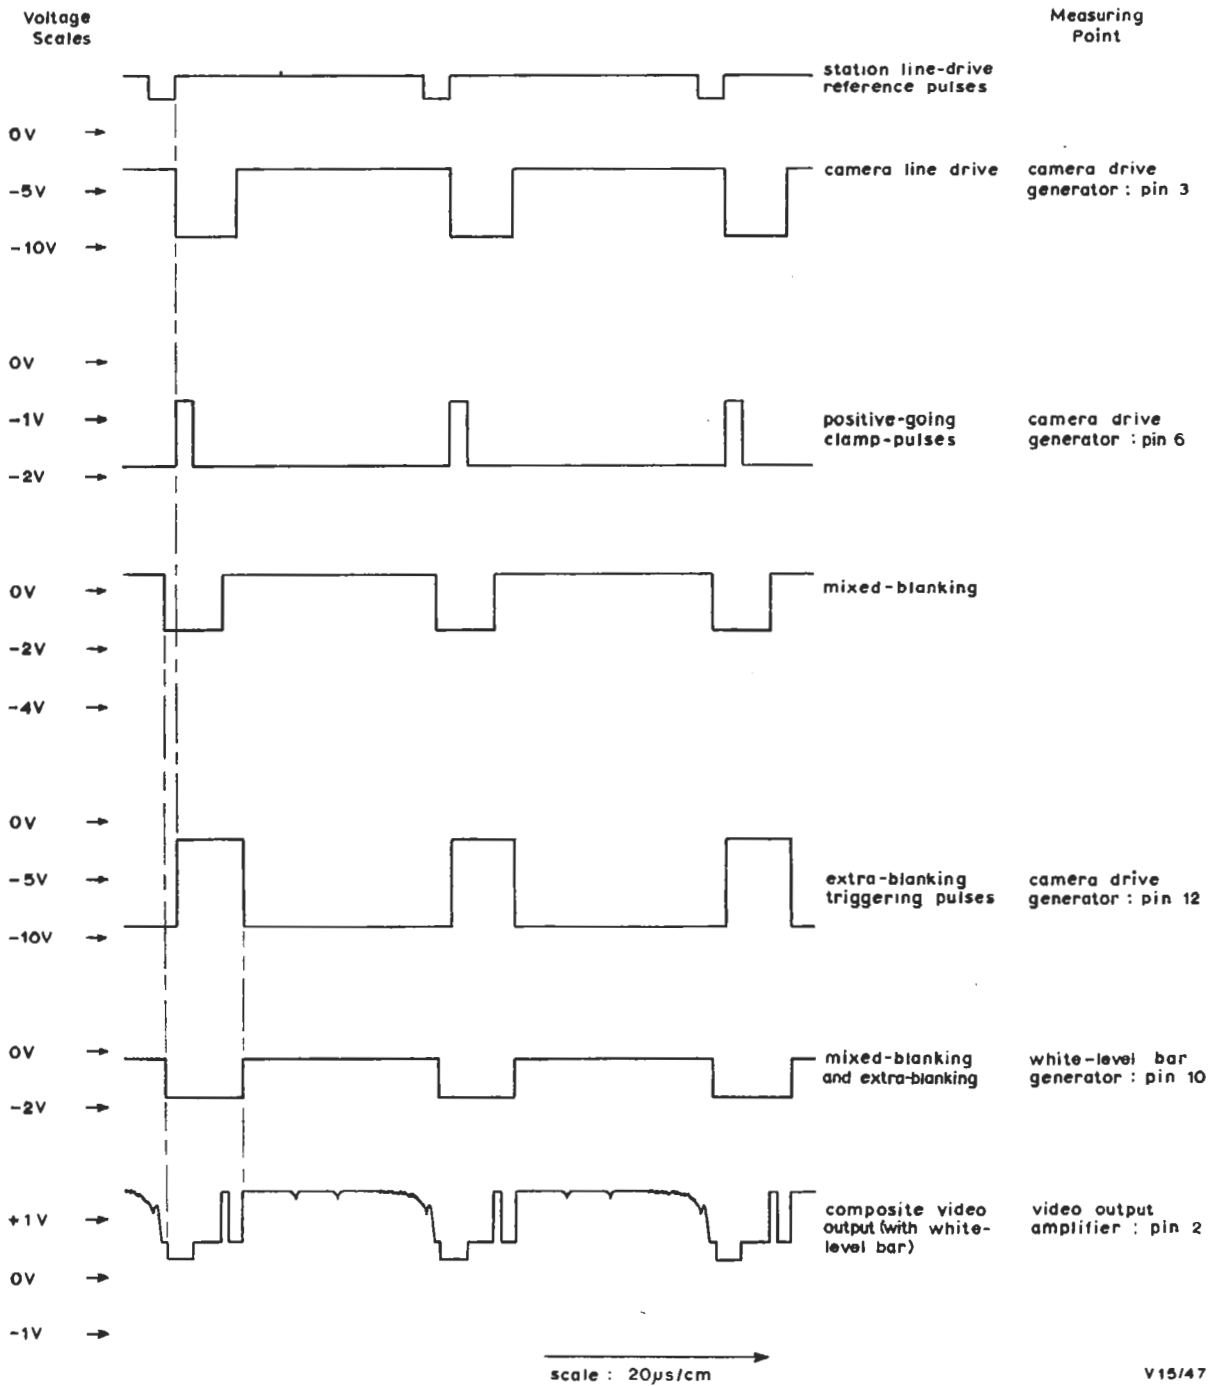 Voltage
Scales
Measuring
Point
station line-drive
reference pulses
0V
camera line drive
camera drive
generator : pin 3
-5V
-10V
0V
-1V
positive-going
clamp-pulses
camera drive
generator : pin 6
-2V
0V
mixed-blanking
-2V
-4V
0V
-5V
extra-blanking
triggering pulses
camera drive
generator : pin 12
-10V
0V
mixed-blanking
and extra-blanking
white-level bar
generator : pin 10
-2V
+1V
composite video
output (with white-
level bar)
video output
amplifier : pin 2
0V
-1V
scale : 20µs/cm
V15/47